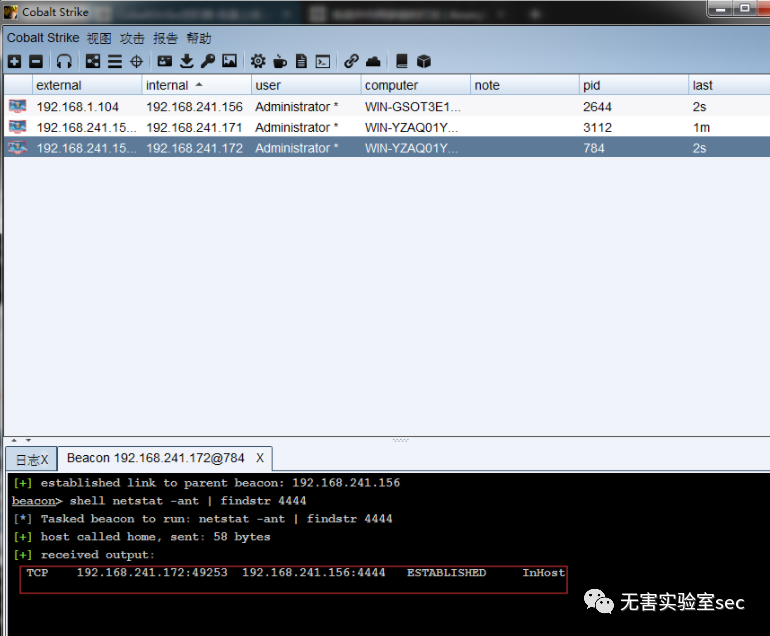 Cobalt Strike
Cobalt Strike 视图 攻击 报告 帮助
external internal user computer note pid last
192.168.1.104 192.168.241.156 Administrator * WIN-GSOT3E1... 2644 2s
192.168.241.15... 192.168.241.171 Administrator * WIN-YZAQ01Y... 3112 1m
192.168.241.15... 192.168.241.172 Administrator * WIN-YZAQ01Y... 784 2s
日志X Beacon 192.168.241.172@784 X
[+] established link to parent beacon: 192.168.241.156
beacon> shell netstat -ant | findstr 4444
[*] Tasked beacon to run: netstat -ant | findstr 4444
[+] host called home, sent: 58 bytes
[+] received output:
TCP 192.168.241.172:49253 192.168.241.156:4444 ESTABLISHED InHost
无害实验室sec